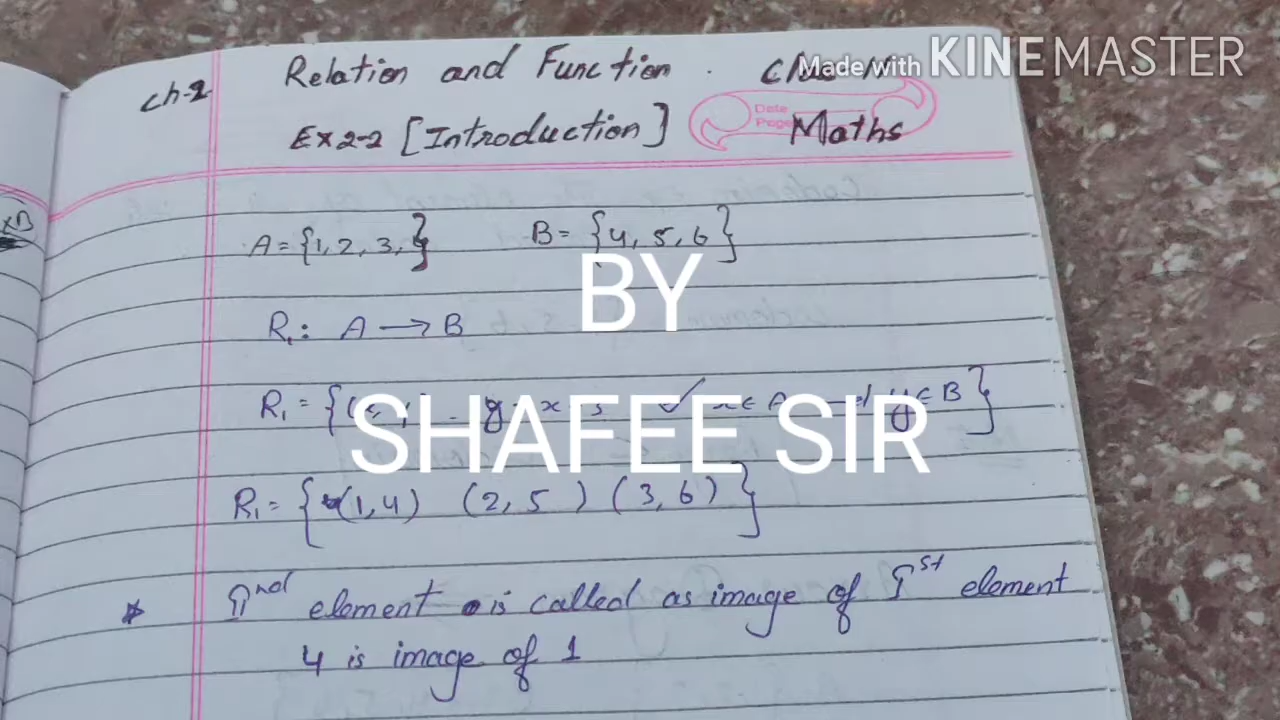 Made with KINEMASTER
Ch-2
Relation and Function.
Ex 2-2 [Introduction]
Date
Page
Maths
×B
A = {1, 2, 3, }
B = {4, 5, 6}
BY
R₁: A → B
R₁ = { x ∈ A y ∈ B }
SHAFEE SIR
R₁ = { (1, 4) (2, 5) (3, 6) }
* IInd element is called as image of Ist element
4 is image of 1